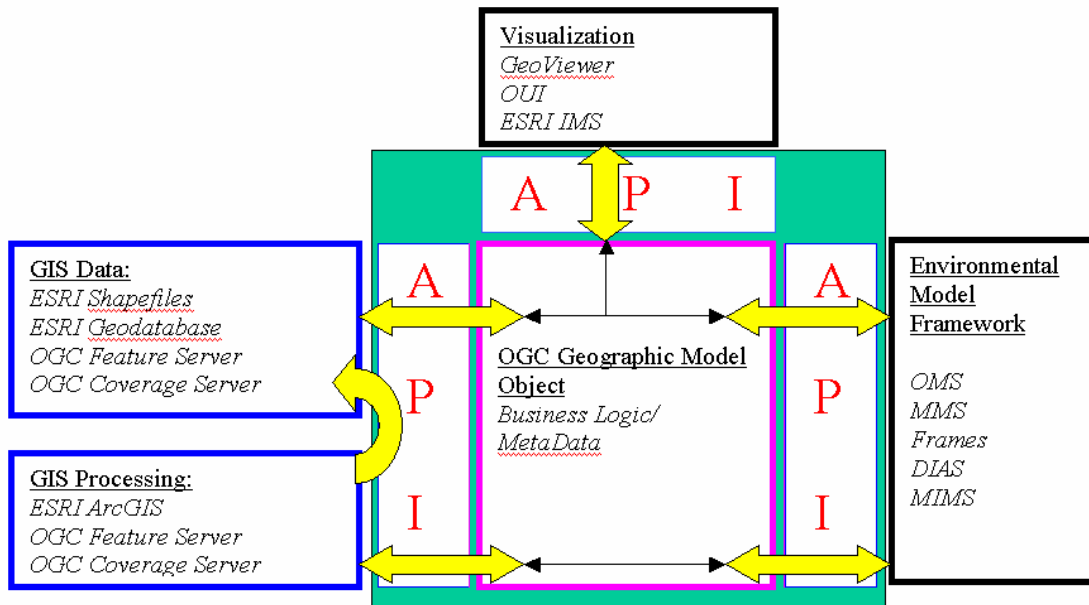 Visualization
GeoViewer
OUI
ESRI IMS
A P I
GIS Data:
ESRI Shapefiles
ESRI Geodatabase
OGC Feature Server
OGC Coverage Server
GIS Processing:
ESRI ArcGIS
OGC Feature Server
OGC Coverage Server
A
P
I
OGC Geographic Model
Object
Business Logic/
MetaData
A
P
I
Environmental
Model
Framework
OMS
MMS
Frames
DIAS
MIMS